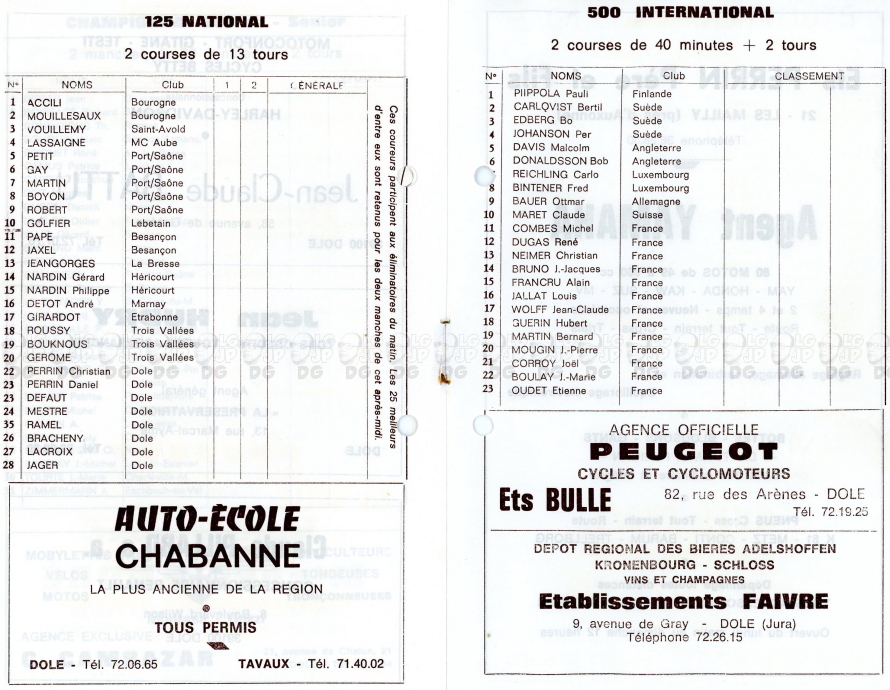 125 NATIONAL
2 courses de 13 tours
N° NOMS Club 1 2 GÉNÉRALE
1 ACCILI Bourogne
2 MOUILLESAUX Bourogne
3 VOUILLEMY Saint-Avold
4 LASSAIGNE MC Aube
5 PETIT Port/Saône
6 GAY Port/Saône
7 MARTIN Port/Saône
8 BOYON Port/Saône
9 ROBERT Port/Saône
10 GOLFIER Lebetain
11 PAPE Besançon
12 JAXEL Besançon
13 JEANGORGES La Bresse
14 NARDIN Gérard Héricourt
15 NARDIN Philippe Héricourt
16 DETOT André Marnay
17 GIRARDOT Etrabonne
18 ROUSSY Trois Vallées
19 BOUKNOUS Trois Vallées
20 GEROME Trois Vallées
22 PERRIN Christian Dole
23 PERRIN Daniel Dole
23 DEFAUT Dole
24 MESTRE Dole
35 RAMEL Dole
26 BRACHENY Dole
27 LACROIX Dole
28 JAGER Dole
Ces coureurs participent aux éliminatoires du matin. Les 25 meilleurs
d'entre eux sont retenus pour les deux manches de cet après-midi.
AUTO-ÉCOLE
CHABANNE
LA PLUS ANCIENNE DE LA REGION
TOUS PERMIS
DOLE - Tél. 72.06.65 TAVAUX - Tél. 71.40.02
500 INTERNATIONAL
2 courses de 40 minutes + 2 tours
N° NOMS Club CLASSEMENT
1 PIIPPOLA Pauli Finlande
2 CARLQVIST Bertil Suède
3 EDBERG Bo Suède
4 JOHANSON Per Suède
5 DAVIS Malcolm Angleterre
6 DONALDSSON Bob Angleterre
7 REICHLING Carlo Luxembourg
8 BINTENER Fred Luxembourg
9 BAUER Ottmar Allemagne
10 MARET Claude Suisse
11 COMBES Michel France
12 DUGAS René France
13 NEIMER Christian France
14 BRUNO J.-Jacques France
15 FRANCRU Alain France
16 JALLAT Louis France
17 WOLFF Jean-Claude France
18 GUERIN Hubert France
19 MARTIN Bernard France
20 MOUGIN J.-Pierre France
21 CORROY Joël France
22 BOULAY J.-Marie France
23 OUDET Etienne France
AGENCE OFFICIELLE
PEUGEOT
CYCLES ET CYCLOMOTEURS
Ets BULLE 82, rue des Arènes - DOLE
Tél. 72.19.25
DEPOT REGIONAL DES BIERES ADELSHOFFEN
KRONENBOURG - SCHLOSS
VINS ET CHAMPAGNES
Etablissements FAIVRE
9, avenue de Gray - DOLE (Jura)
Téléphone 72.26.15